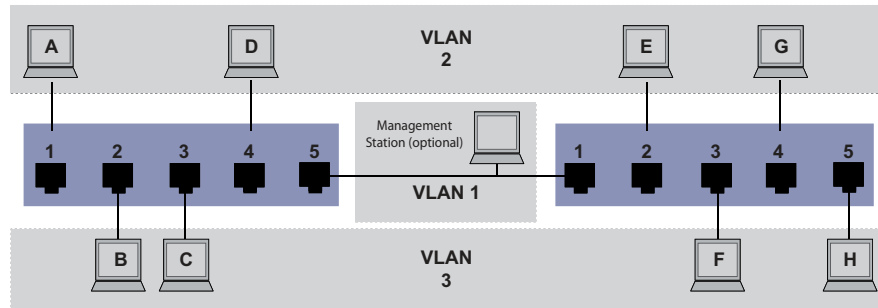 A
D
VLAN
2
E
G
1
2
3
4
5
Management
Station (optional)
VLAN 1
1
2
3
4
5
B
C
VLAN
3
F
H